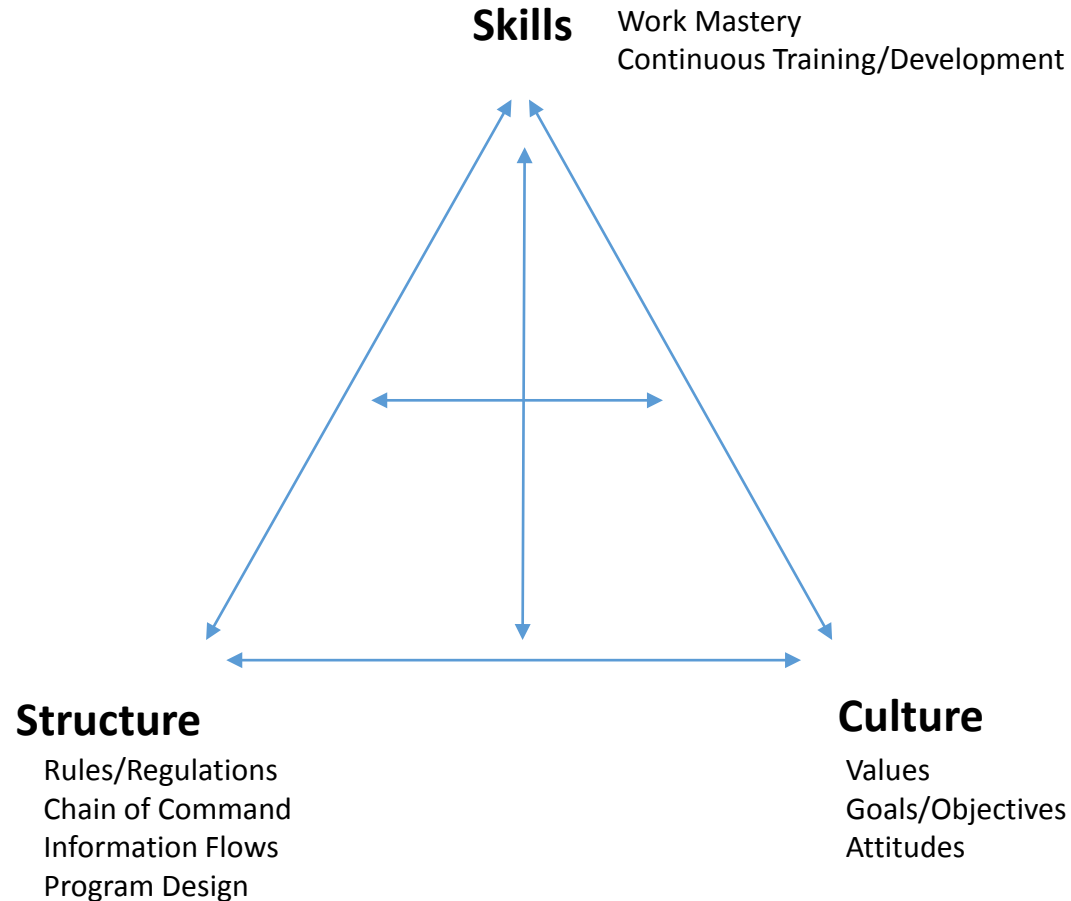 Skills
Work Mastery
Continuous Training/Development
Structure
Rules/Regulations
Chain of Command
Information Flows
Program Design
Culture
Values
Goals/Objectives
Attitudes